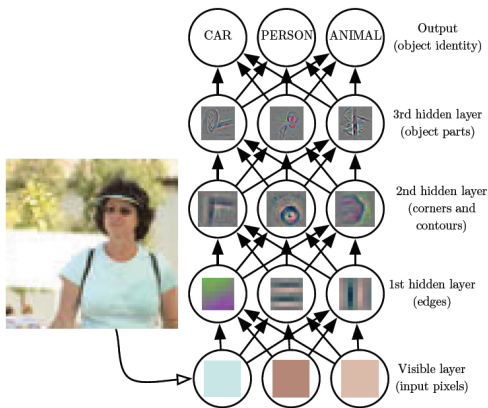 CAR
PERSON
ANIMAL
Output
(object identity)
3rd hidden layer
(object parts)
2nd hidden layer
(corners and
contours)
1st hidden layer
(edges)
Visible layer
(input pixels)